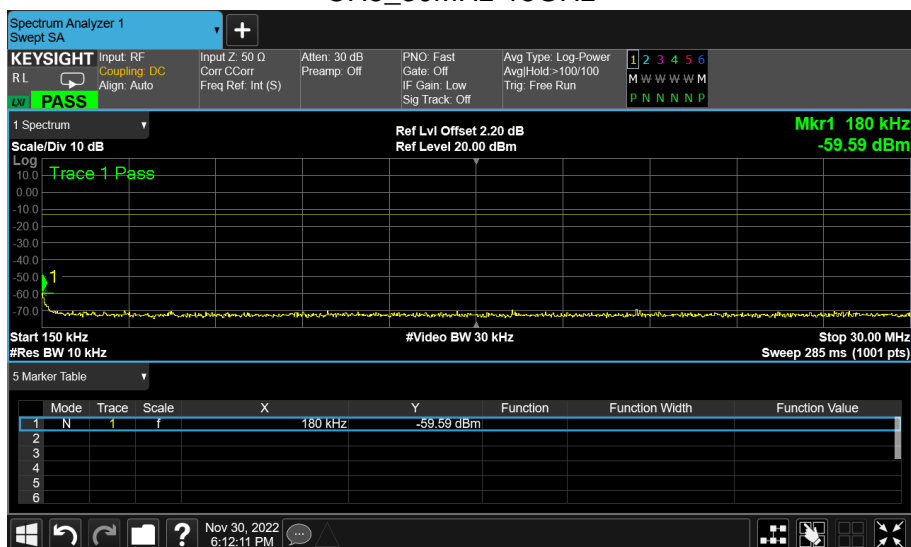 Spectrum Analyzer 1
Swept SA
KEYSIGHT
RL
LXI PASS
Input: RF
Coupling: DC
Align: Auto
Input Z: 50 Ω
Corr CCorr
Freq Ref: Int (S)
Atten: 30 dB
Preamp: Off
PNO: Fast
Gate: Off
IF Gain: Low
Sig Track: Off
Avg Type: Log-Power
Avg|Hold:>100/100
Trig: Free Run
1 2 3 4 5 6
M W W W W M
P N N N N P
1 Spectrum
Scale/Div 10 dB
Ref Lvl Offset 2.20 dB
Ref Level 20.00 dBm
Mkr1 180 kHz
-59.59 dBm
Log
Trace 1 Pass
10.0
0.00
-10.0
-20.0
-30.0
-40.0
-50.0
1
-60.0
-70.0
Start 150 kHz
#Video BW 30 kHz
Stop 30.00 MHz
#Res BW 10 kHz
Sweep 285 ms (1001 pts)
5 Marker Table
Mode Trace Scale X Y Function Function Width Function Value
1 N 1 f 180 kHz -59.59 dBm
2
3
4
5
6
? Nov 30, 2022
6:12:11 PM